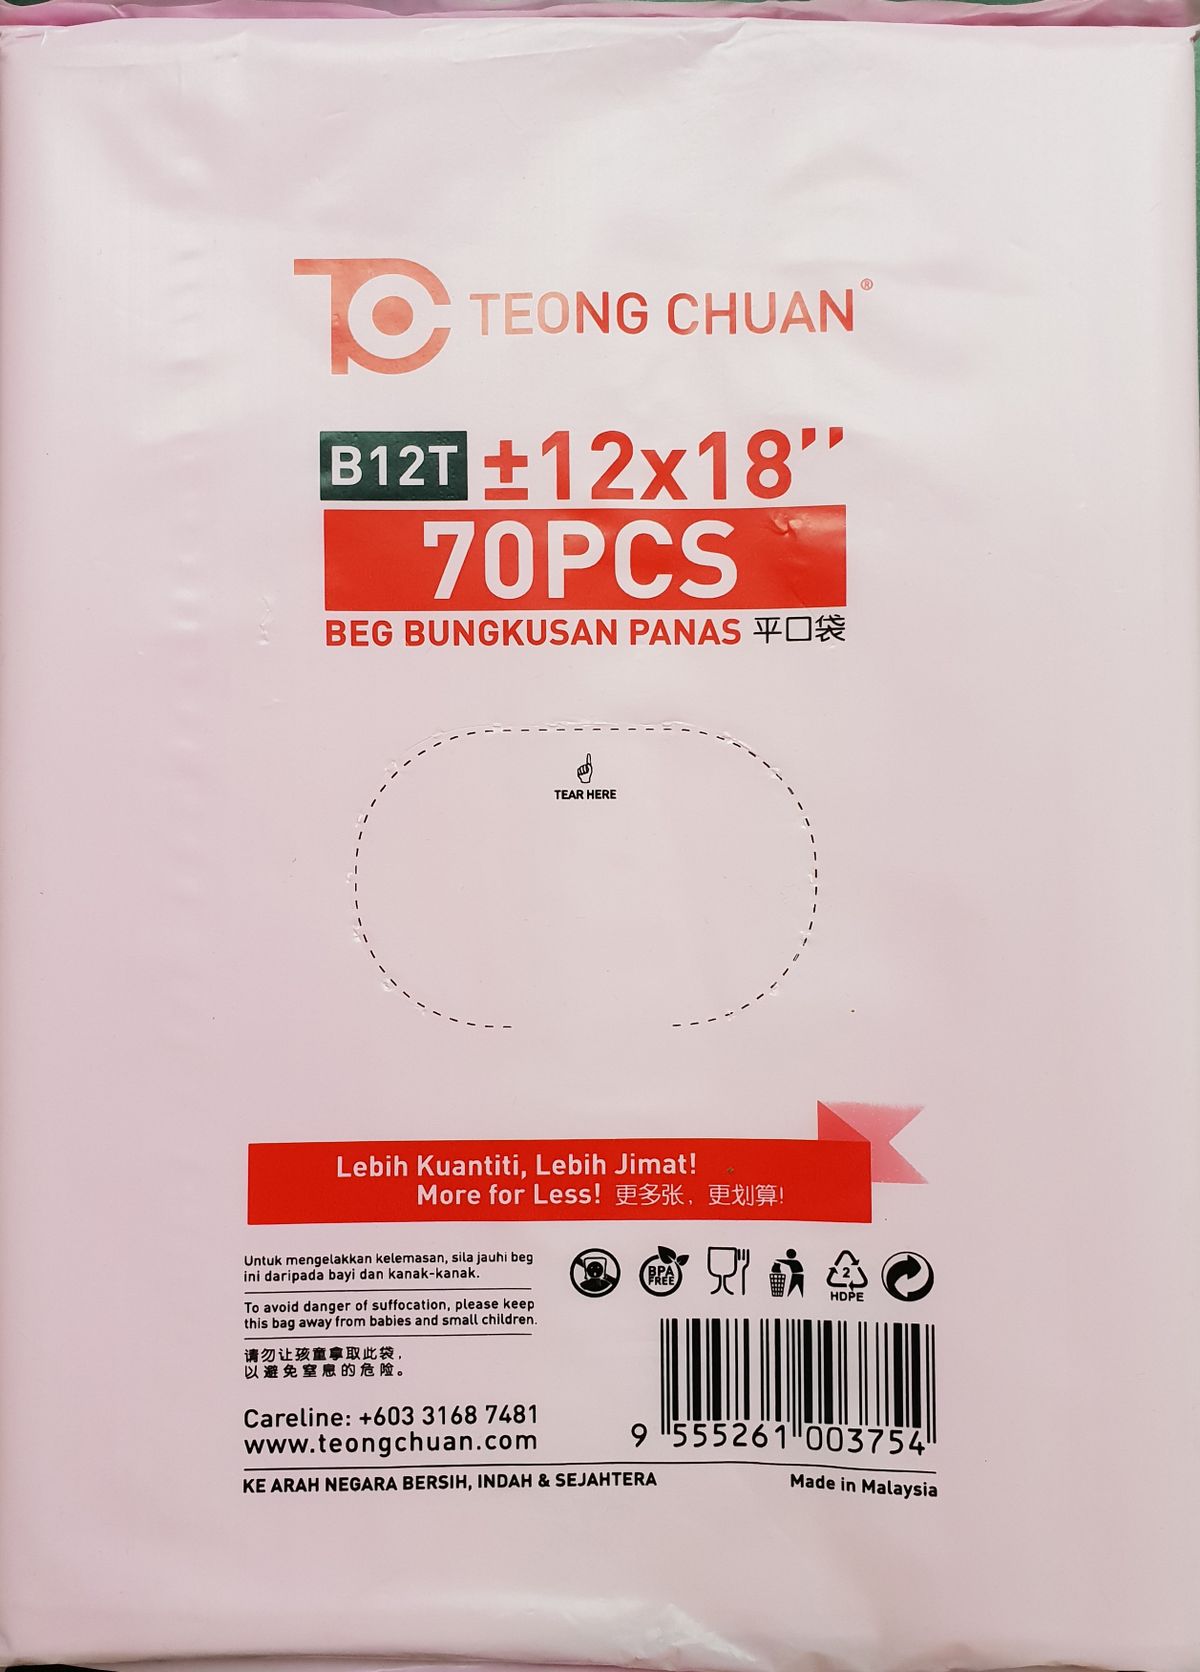 TC TEONG CHUAN®
B12T ±12x18’’
70PCS
BEG BUNGKUSAN PANAS 平口袋
TEAR HERE
Lebih Kuantiti, Lebih Jimat!
More for Less! 更多张，更划算!
Untuk mengelakkan kelemasan, sila jauhi beg
ini daripada bayi dan kanak-kanak.
To avoid danger of suffocation, please keep
this bag away from babies and small children.
请勿让孩童拿取此袋，
以避免窒息的危险。
BPA
FREE
2
HDPE
Careline: +603 3168 7481
www.teongchuan.com
9 555261 003754
KE ARAH NEGARA BERSIH, INDAH & SEJAHTERA
Made in Malaysia